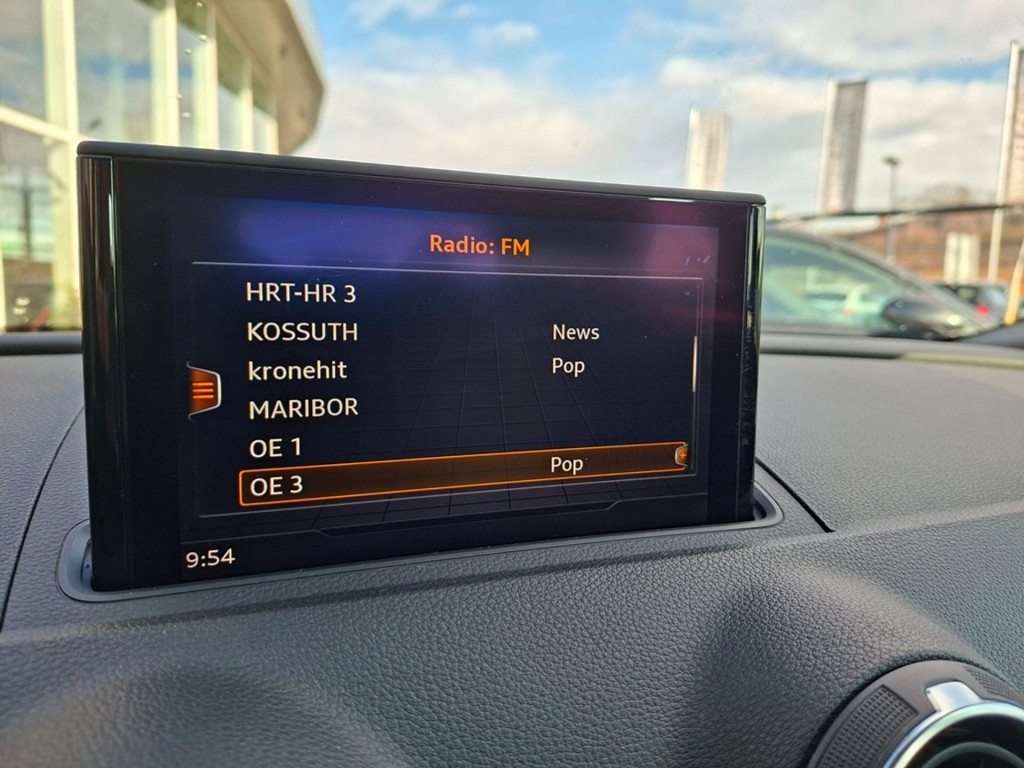 Radio: FM
HRT-HR 3
KOSSUTH News
kronehit Pop
MARIBOR
OE 1
OE 3 Pop
9:54